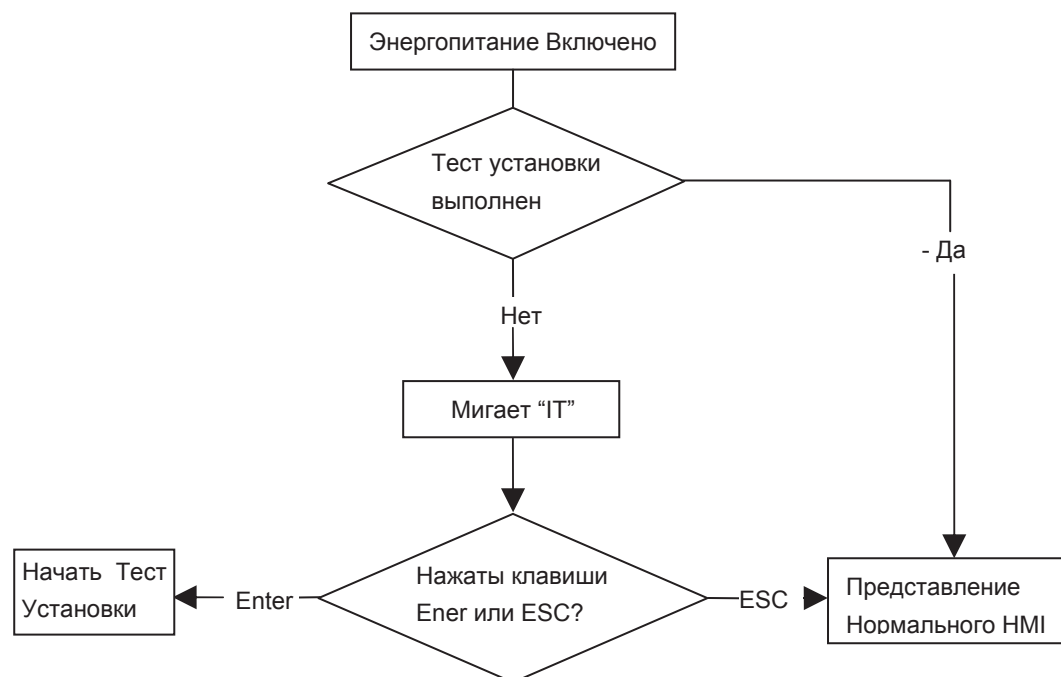 Энергопитание Включено
Тест установки
выполнен
- Да
Нет
Мигает “IT”
Начать Тест
Установки
Enter
Нажаты клавиши
Ener или ESC?
ESC
Представление
Нормального HMI